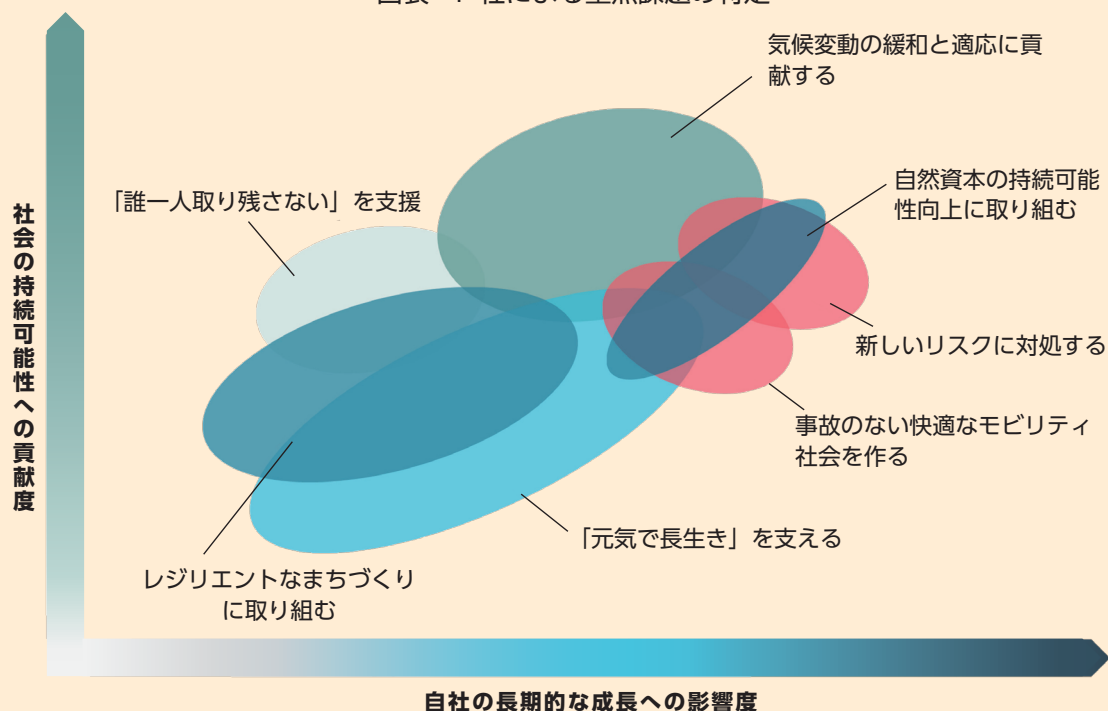 気候変動の緩和と適応に貢
献する
「誰一人取り残さない」を支援
自然資本の持続可能
性向上に取り組む
社会の持続可能性への貢献度
新しいリスクに対処する
事故のない快適なモビリティ
社会を作る
「元気で長生き」を支える
レジリエントなまちづくり
に取り組む
自社の長期的な成長への影響度